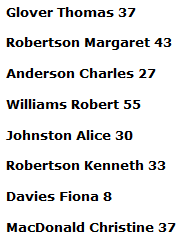 Glover Thomas 37
Robertson Margaret 43
Anderson Charles 27
Williams Robert 55
Johnston Alice 30
Robertson Kenneth 33
Davies Fiona 8
MacDonald Christine 37